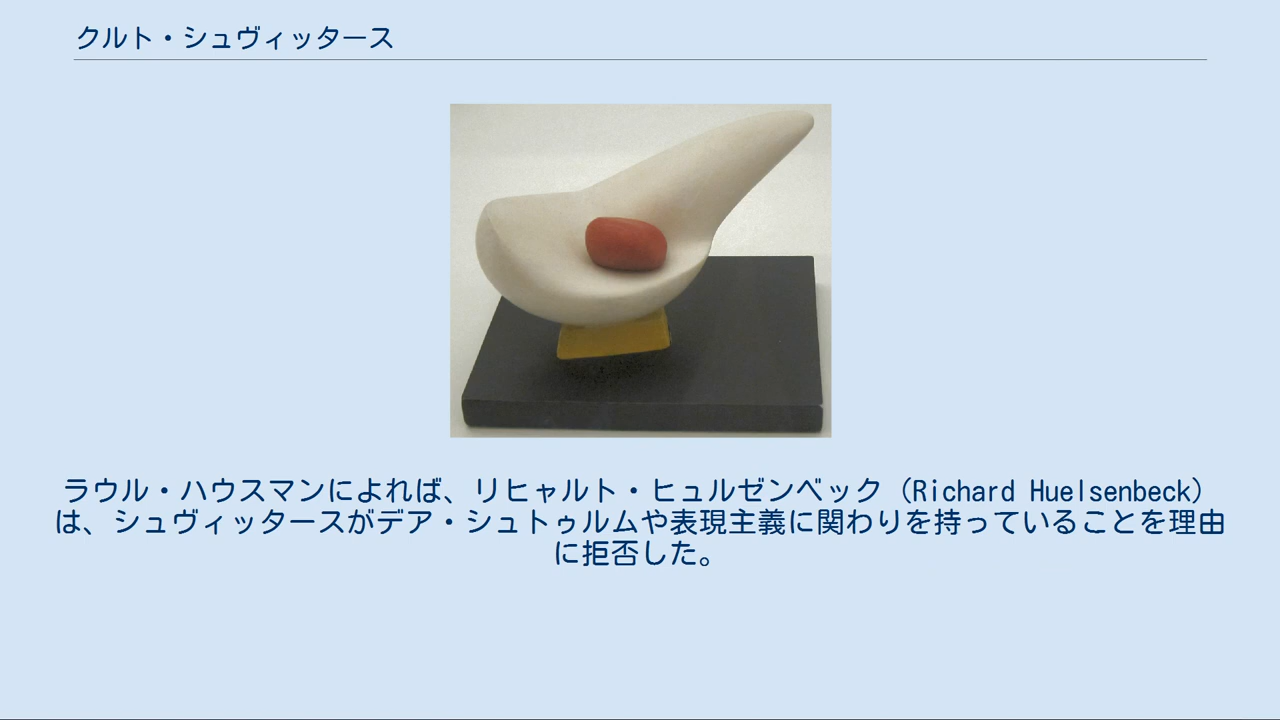 クルト・シュヴィッタース
ラウル・ハウスマンによれば、リヒャルト・ヒュルゼンベック（Richard Huelsenbeck）
は、シュヴィッタースがデア・シュトゥルムや表現主義に関わりを持っていることを理由
に拒否した。